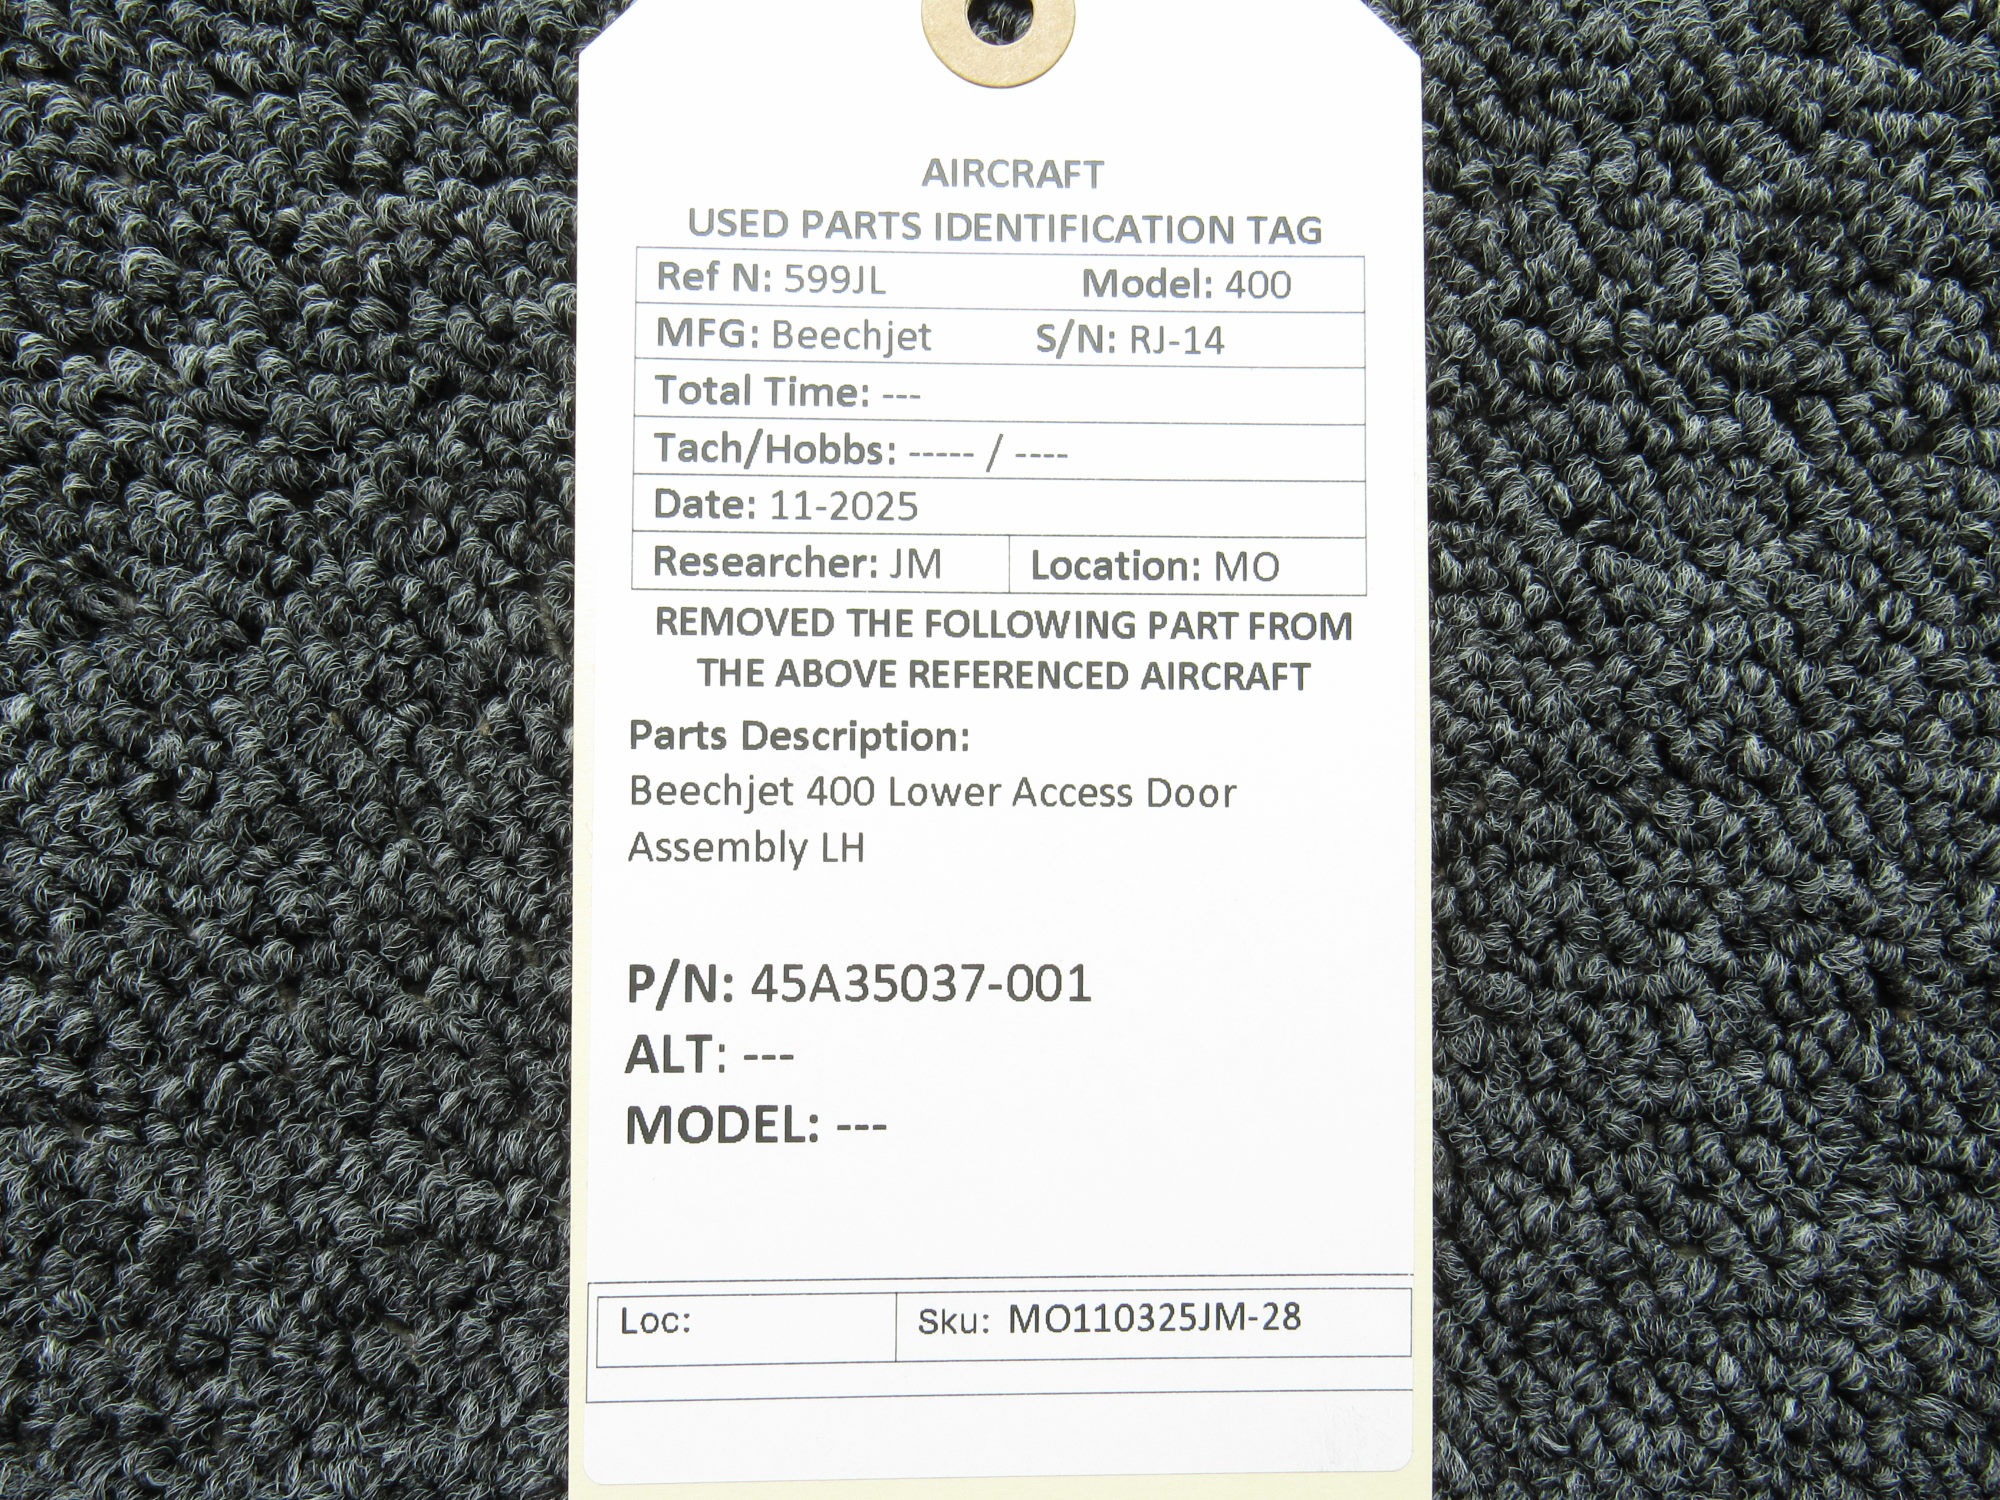 AIRCRAFT
USED PARTS IDENTIFICATION TAG
Ref N: 599JL Model: 400
MFG: Beechjet S/N: RJ-14
Total Time: ---
Tach/Hobbs: ----- / ----
Date: 11-2025
Researcher: JM Location: MO
REMOVED THE FOLLOWING PART FROM
THE ABOVE REFERENCED AIRCRAFT
Parts Description:
Beechjet 400 Lower Access Door
Assembly LH
P/N: 45A35037-001
ALT: ---
MODEL: ---
Loc: Sku: MO110325JM-28